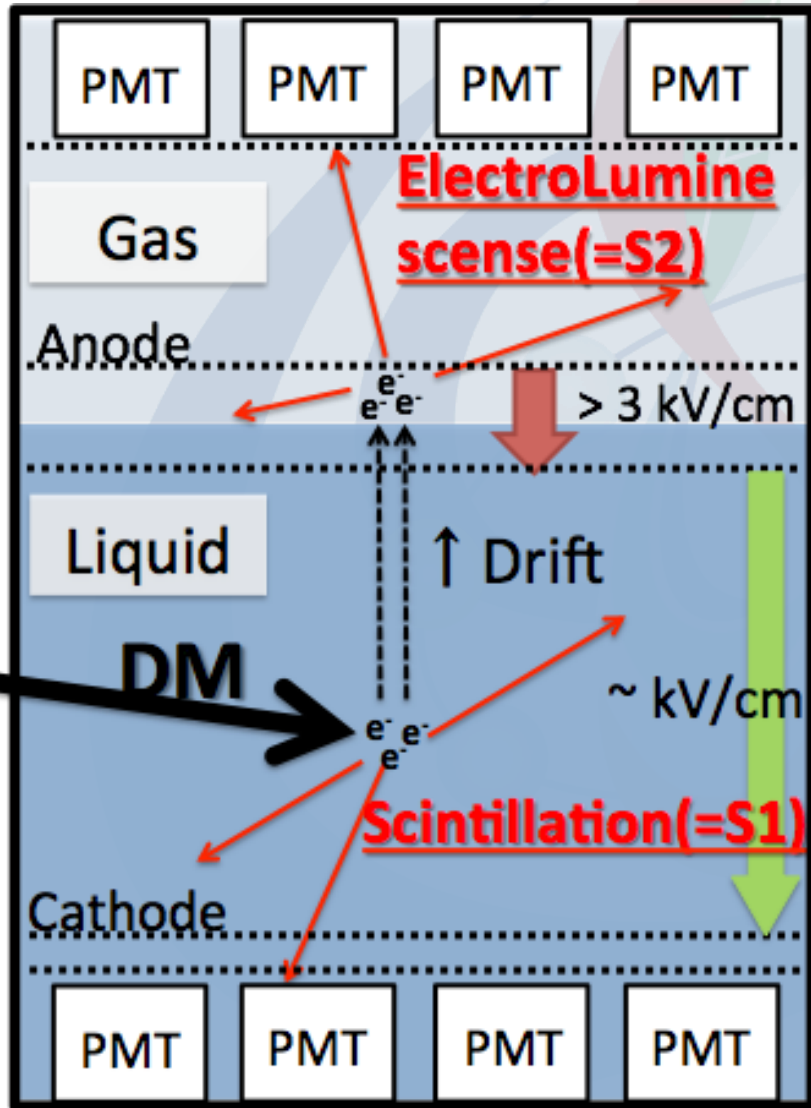 PMT PMT PMT PMT
ElectroLumine
scense(=S2)
Gas
Anode
e-
e- e-
> 3 kV/cm
Liquid
↑ Drift
DM
~ kV/cm
e- e-
e-
Scintillation(=S1)
Cathode
PMT PMT PMT PMT